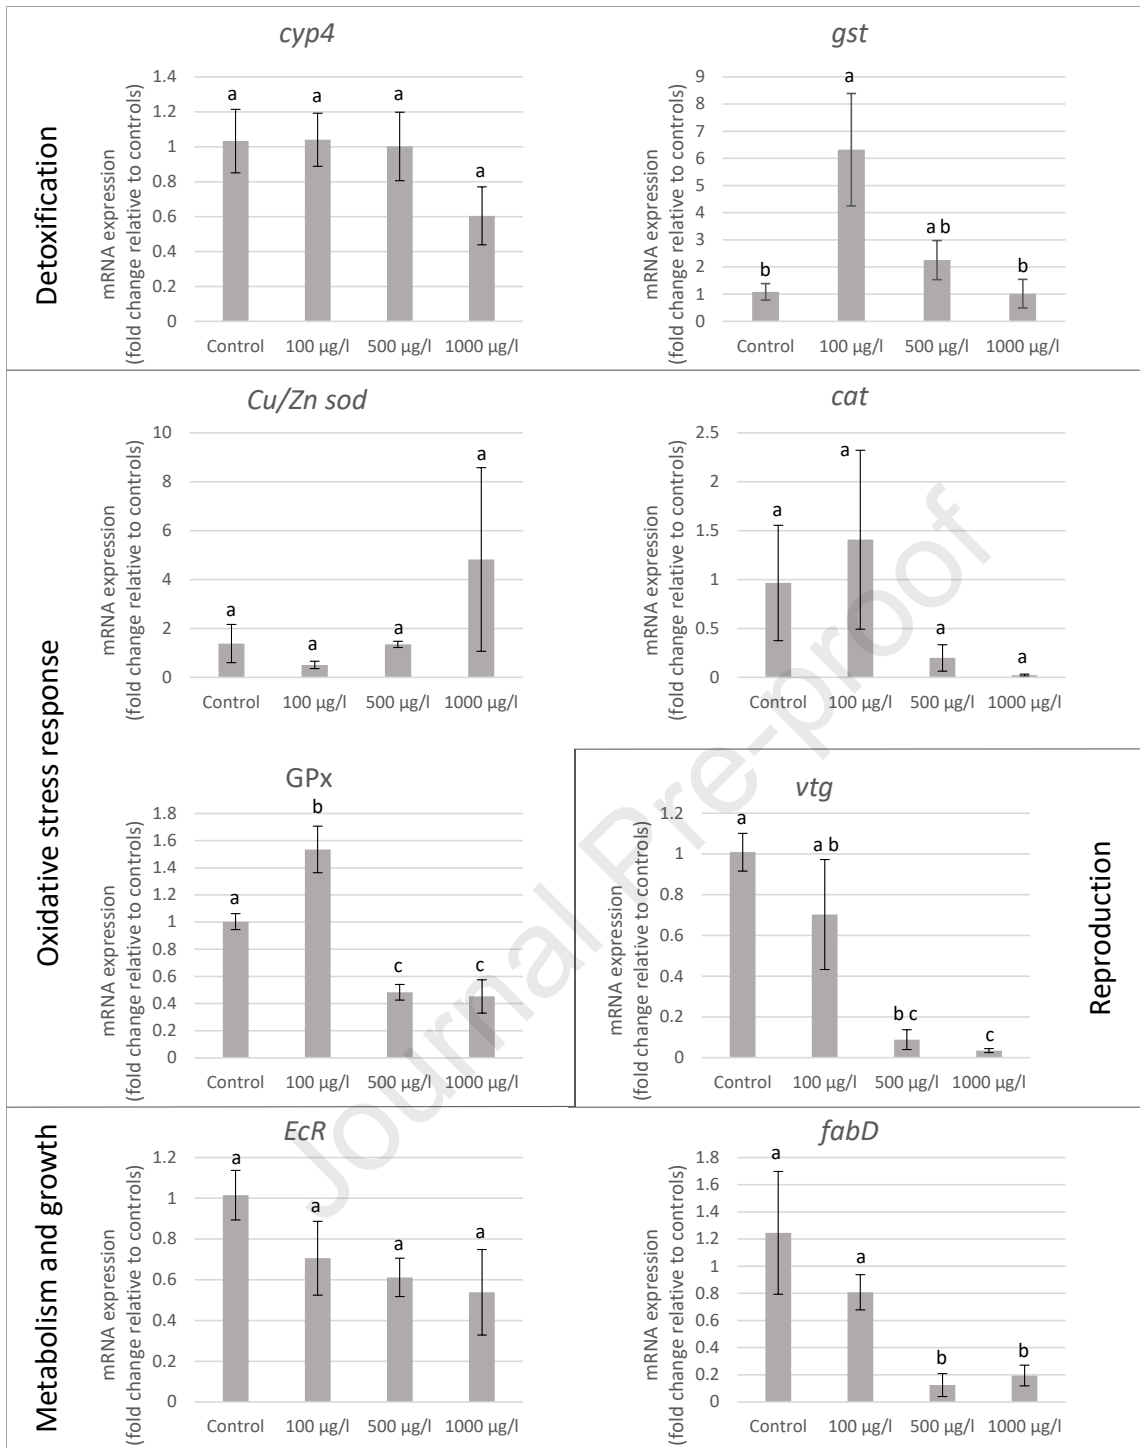 Detoxification
cyp4
mRNA expression
(fold change relative to controls)
1.4
1.2
1
0.8
0.6
0.4
0.2
0
a
a
a
a
Control
100 µg/l
500 µg/l
1000 µg/l
gst
mRNA expression
(fold change relative to controls)
9
8
7
6
5
4
3
2
1
0
b
a
a b
b
Control
100 µg/l
500 µg/l
1000 µg/l
Oxidative stress response
Cu/Zn sod
mRNA expression
(fold change relative to controls)
10
8
6
4
2
0
a
a
a
a
Control
100 µg/l
500 µg/l
1000 µg/l
cat
mRNA expression
(fold change relative to controls)
2.5
2
1.5
1
0.5
0
a
a
a
a
Control
100 µg/l
500 µg/l
1000 µg/l
GPx
mRNA expression
(fold change relative to controls)
1.8
1.6
1.4
1.2
1
0.8
0.6
0.4
0.2
0
a
b
c
c
Control
100 µg/l
500 µg/l
1000 µg/l
vtg
mRNA expression
(fold change relative to controls)
1.2
1
0.8
0.6
0.4
0.2
0
a
a b
b c
c
Control
100 µg/l
500 µg/l
1000 µg/l
Reproduction
Metabolism and growth
EcR
mRNA expression
(fold change relative to controls)
1.2
1
0.8
0.6
0.4
0.2
0
a
a
a
a
Control
100 µg/l
500 µg/l
1000 µg/l
fabD
mRNA expression
(fold change relative to controls)
1.8
1.6
1.4
1.2
1
0.8
0.6
0.4
0.2
0
a
a
b
b
Control
100 µg/l
500 µg/l
1000 µg/l
Journal Pre-proof